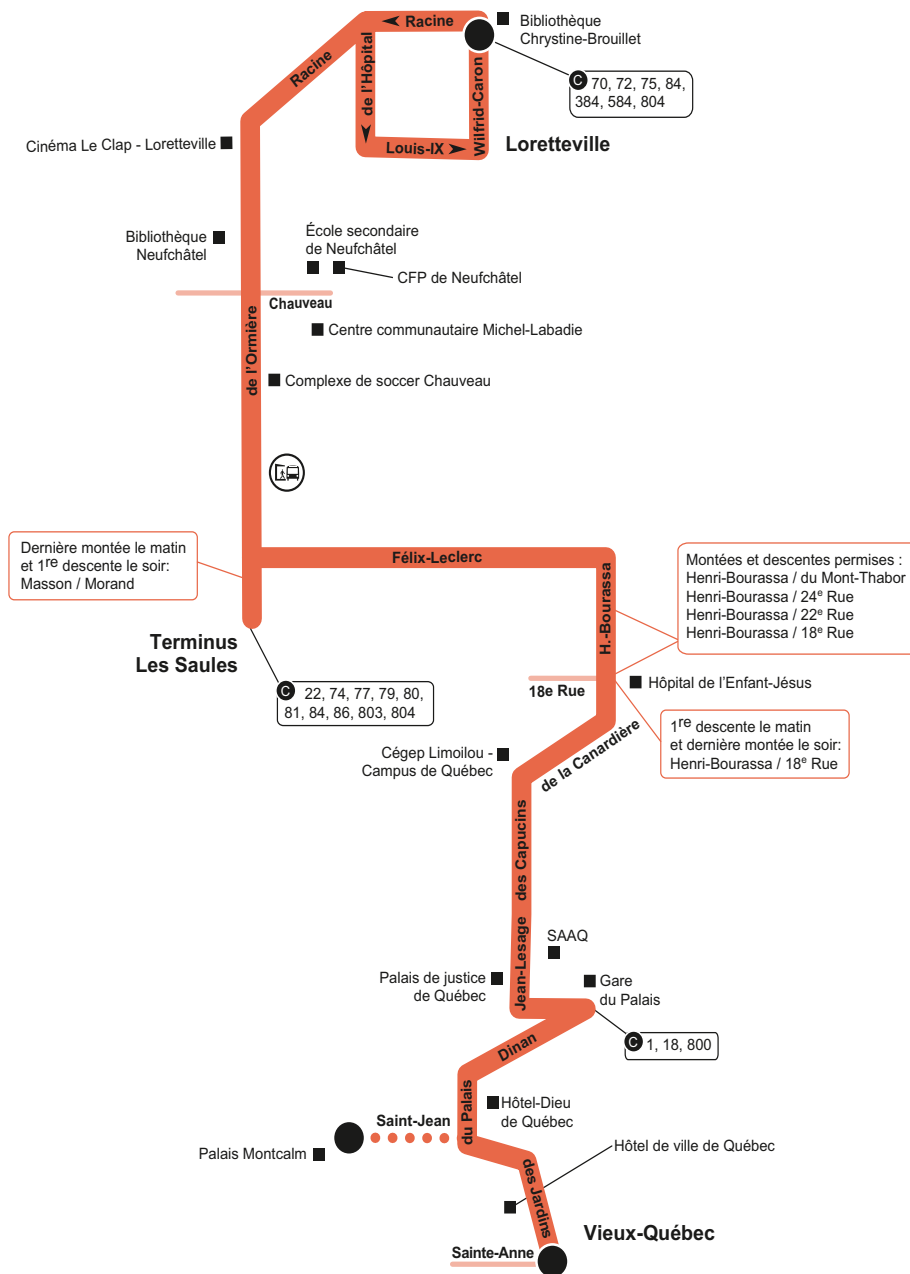 Racine
Bibliothèque
Chrystine-Brouillet
Racine
de l'Hôpital
Wilfrid-Caron
C 70, 72, 75, 84,
384, 584, 804
Cinéma Le Clap - Loretteville
Louis-IX
Loretteville
Bibliothèque
Neufchâtel
École secondaire
de Neufchâtel
CFP de Neufchâtel
Chauveau
Centre communautaire Michel-Labadie
de l'Ormière
Complexe de soccer Chauveau
Dernière montée le matin
et 1re descente le soir:
Masson / Morand
Félix-Leclerc
H.-Bourassa
Montées et descentes permises :
Henri-Bourassa / du Mont-Thabor
Henri-Bourassa / 24e Rue
Henri-Bourassa / 22e Rue
Henri-Bourassa / 18e Rue
Terminus
Les Saules
C 22, 74, 77, 79, 80,
81, 84, 86, 803, 804
18e Rue
Hôpital de l'Enfant-Jésus
1re descente le matin
et dernière montée le soir:
Henri-Bourassa / 18e Rue
Cégep Limoilou -
Campus de Québec
de la Canardière
des Capucins
SAAQ
Jean-Lesage
Palais de justice
de Québec
Gare
du Palais
C 1, 18, 800
Dinan
du Palais
Hôtel-Dieu
de Québec
Saint-Jean
Palais Montcalm
Hôtel de ville de Québec
des Jardins
Vieux-Québec
Sainte-Anne